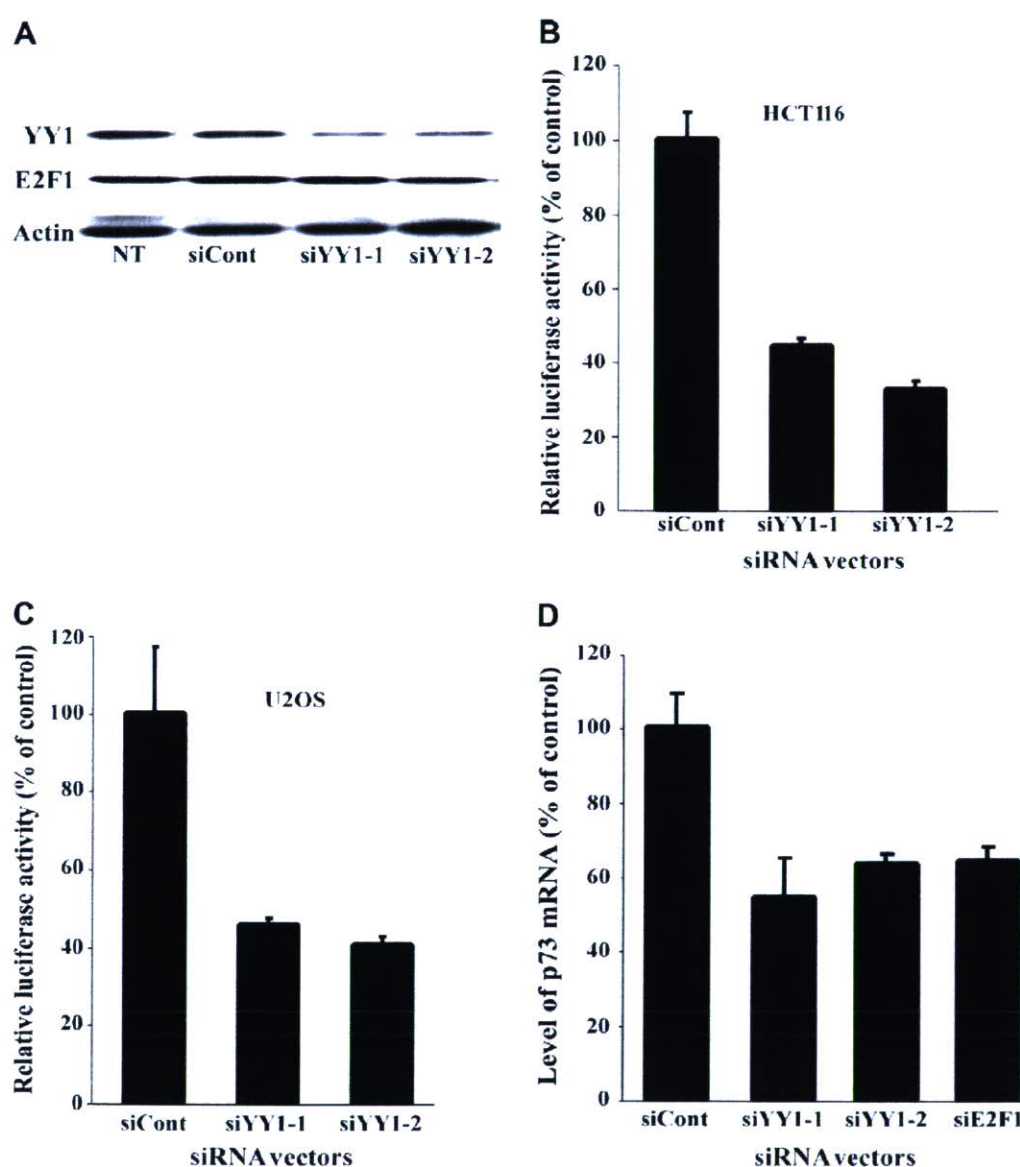 A
YY1
E2F1
Actin
NT siCont siYY1-1 siYY1-2
B
Relative luciferase activity (% of control)
120
100
80
60
40
20
0
HCT116
siCont siYY1-1 siYY1-2
siRNA vectors
C
Relative luciferase activity (% of control)
120
100
80
60
40
20
0
U2OS
siCont siYY1-1 siYY1-2
siRNA vectors
D
Level of p73 mRNA (% of control)
120
100
80
60
40
20
0
siCont siYY1-1 siYY1-2 siE2F1
siRNA vectors